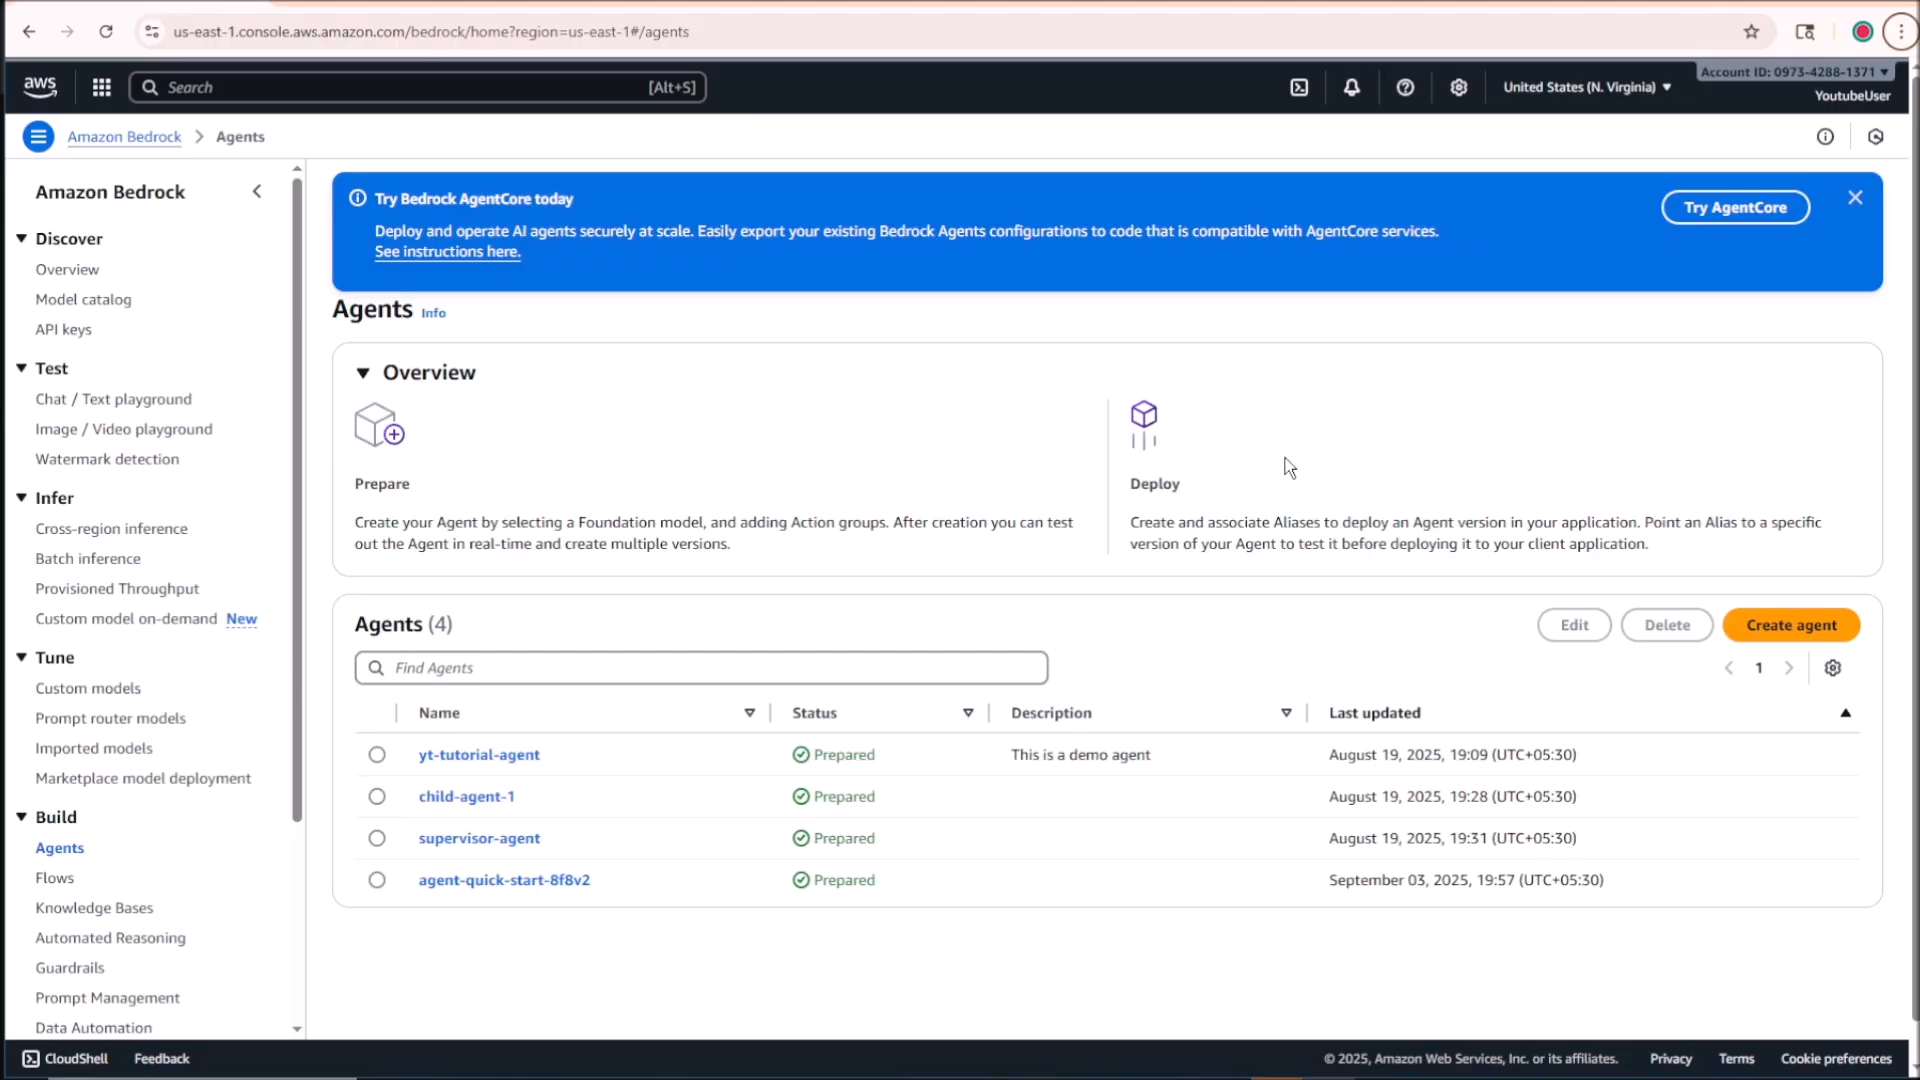 us-east-1.console.aws.amazon.com/bedrock/home?region=us-east-1#/agents
aws
Search [Alt+S]
United States (N. Virginia)
Account ID: 0973-4288-1371
YoutubeUser
Amazon Bedrock > Agents
Amazon Bedrock
Discover
Overview
Model catalog
API keys
Test
Chat / Text playground
Image / Video playground
Watermark detection
Infer
Cross-region inference
Batch inference
Provisioned Throughput
Custom model on-demand New
Tune
Custom models
Prompt router models
Imported models
Marketplace model deployment
Build
Agents
Flows
Knowledge Bases
Automated Reasoning
Guardrails
Prompt Management
Data Automation
Try Bedrock AgentCore today
Deploy and operate AI agents securely at scale. Easily export your existing Bedrock Agents configurations to code that is compatible with AgentCore services.
See instructions here.
Try AgentCore
Agents Info
Overview
Prepare
Create your Agent by selecting a Foundation model, and adding Action groups. After creation you can test
out the Agent in real-time and create multiple versions.
Deploy
Create and associate Aliases to deploy an Agent version in your application. Point an Alias to a specific
version of your Agent to test it before deploying it to your client application.
Agents (4)
Edit Delete Create agent
Find Agents
1
Name Status Description Last updated
yt-tutorial-agent Prepared This is a demo agent August 19, 2025, 19:09 (UTC+05:30)
child-agent-1 Prepared August 19, 2025, 19:28 (UTC+05:30)
supervisor-agent Prepared August 19, 2025, 19:31 (UTC+05:30)
agent-quick-start-8f8v2 Prepared September 03, 2025, 19:57 (UTC+05:30)
CloudShell Feedback © 2025, Amazon Web Services, Inc. or its affiliates. Privacy Terms Cookie preferences